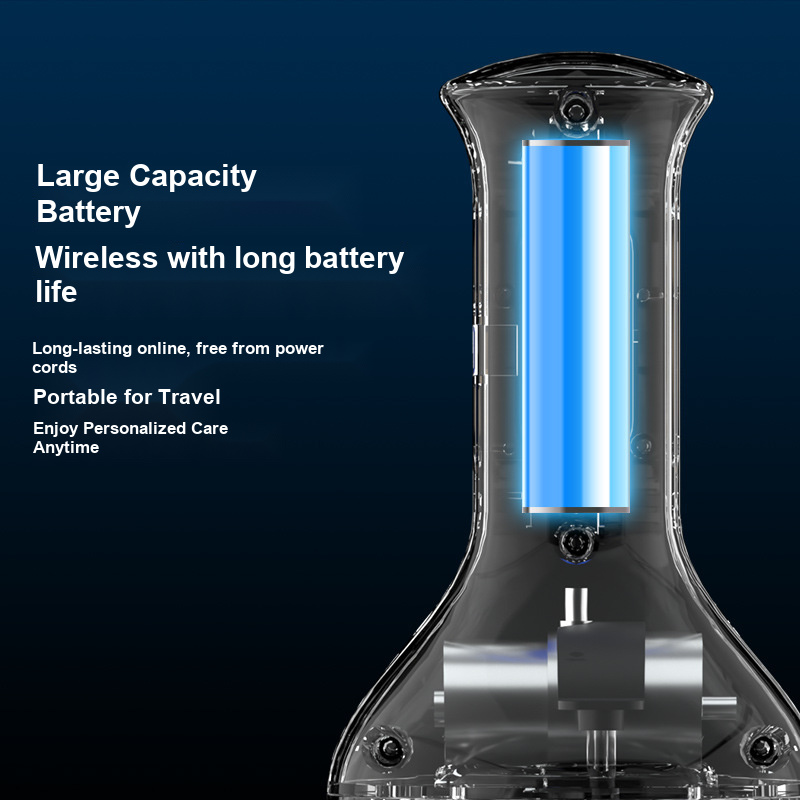 Large Capacity
Battery
Wireless with long battery
life
Long-lasting online, free from power
cords
Portable for Travel
Enjoy Personalized Care
Anytime